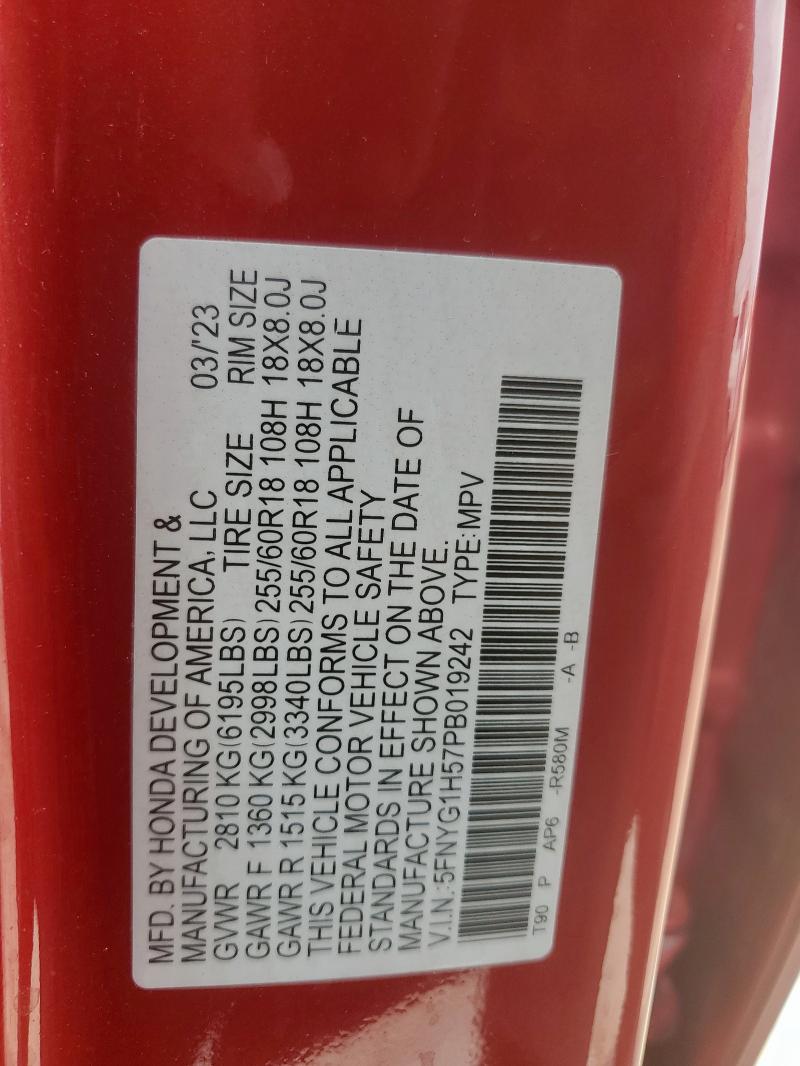 MFD. BY HONDA DEVELOPMENT &
MANUFACTURING OF AMERICA, LLC 03/'23
GVWR 2810 KG(6195LBS) TIRE SIZE RIM SIZE
GAWR F 1360 KG(2998LBS) 255/60R18 108H 18X8.0J
GAWR R 1515 KG(3340LBS) 255/60R18 108H 18X8.0J
THIS VEHICLE CONFORMS TO ALL APPLICABLE
FEDERAL MOTOR VEHICLE SAFETY
STANDARDS IN EFFECT ON THE DATE OF
MANUFACTURE SHOWN ABOVE.
V.I.N.:5FNYG1H57PB019242 TYPE:MPV
T90 P AP6 -R580M -A -B